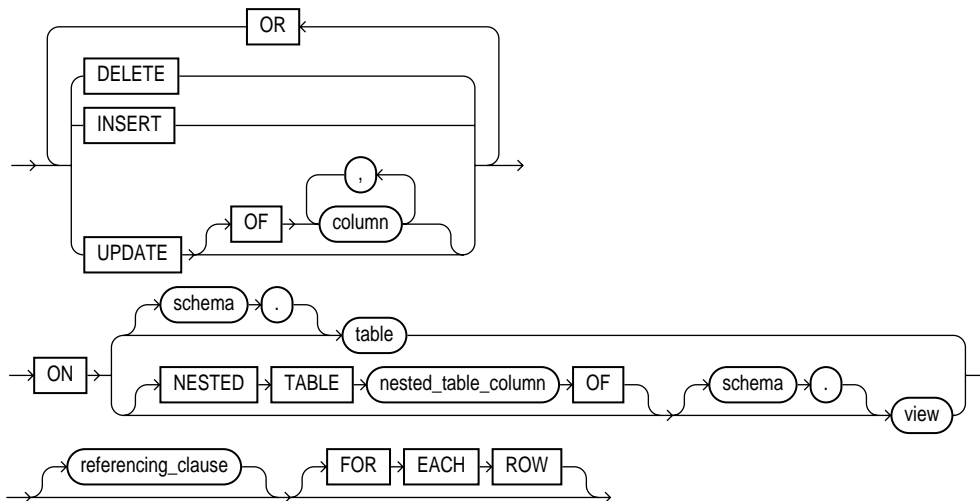 OR
DELETE
INSERT
,
OF column
UPDATE
schema .
table
ON
NESTED TABLE nested_table_column OF schema .
view
referencing_clause FOR EACH ROW